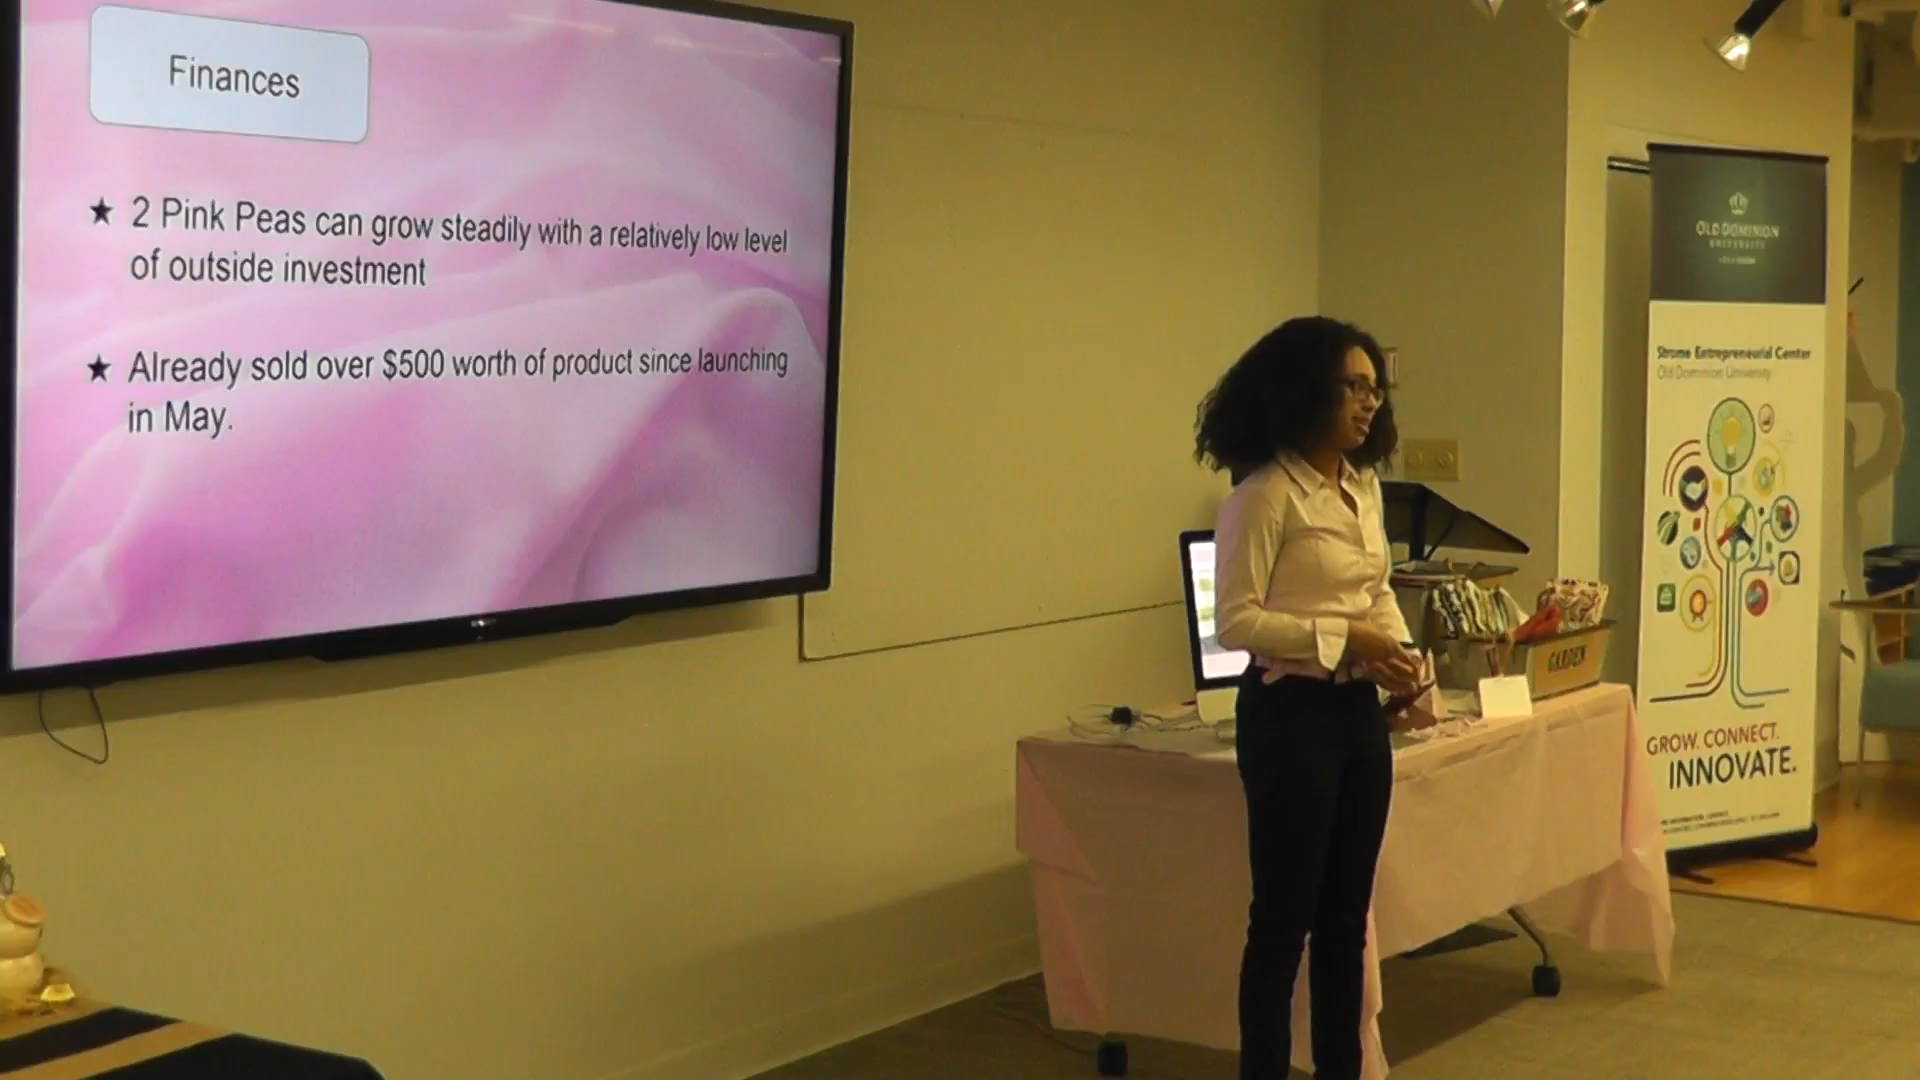 Finances
★ 2 Pink Peas can grow steadily with a relatively low level
of outside investment
★ Already sold over $500 worth of product since launching
in May.
OLD DOMINION
UNIVERSITY
Strome Entrepreneurial Center
Old Dominion University
GARDEN
GROW. CONNECT.
INNOVATE.